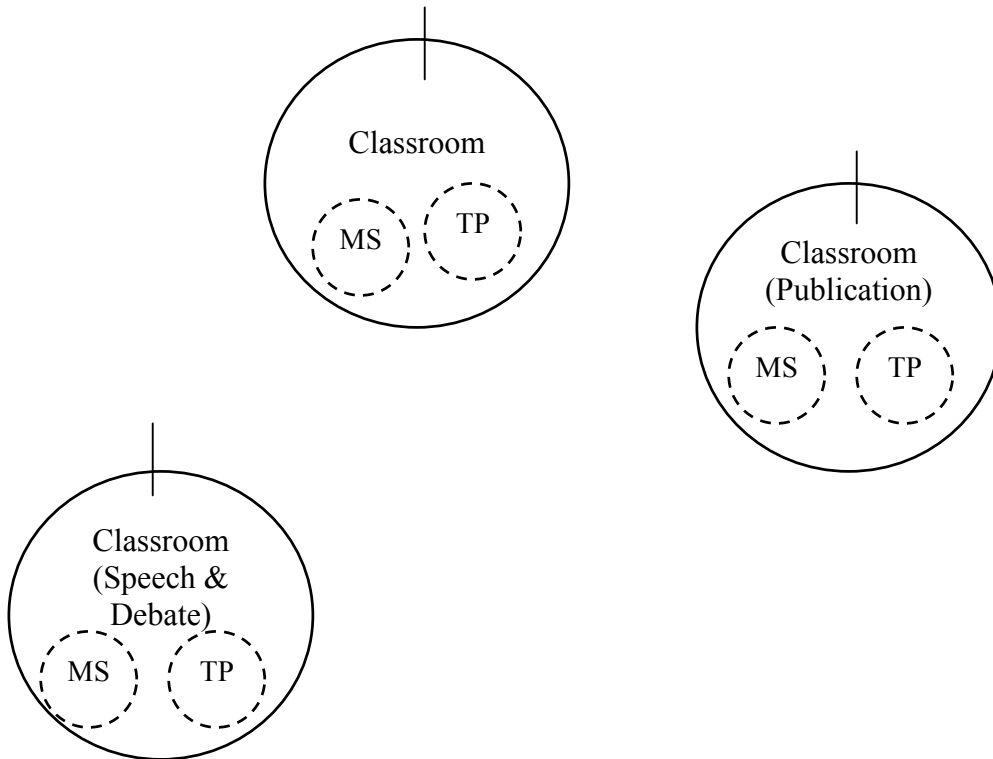 Classroom
MS
TP
Classroom
(Publication)
MS
TP
Classroom
(Speech &
Debate)
MS
TP